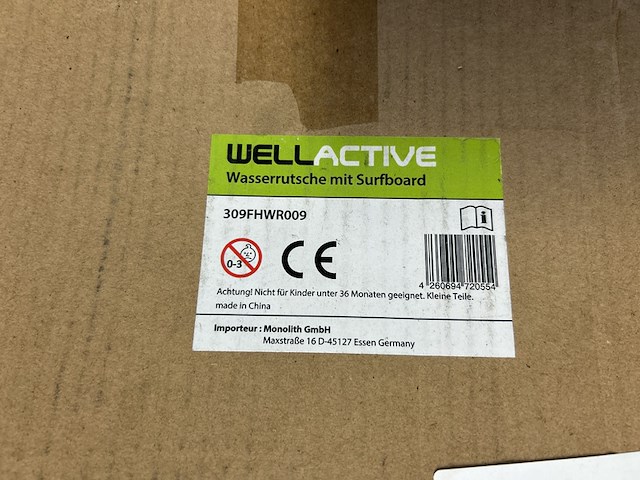 WELLACTIVE
Wasserrutsche mit Surfboard
309FHWR009
0-3
CE
4 260694 720554
Achtung! Nicht für Kinder unter 36 Monaten geeignet. Kleine Teile.
made in China
Importeur : Monolith GmbH
Maxstraße 16 D-45127 Essen Germany